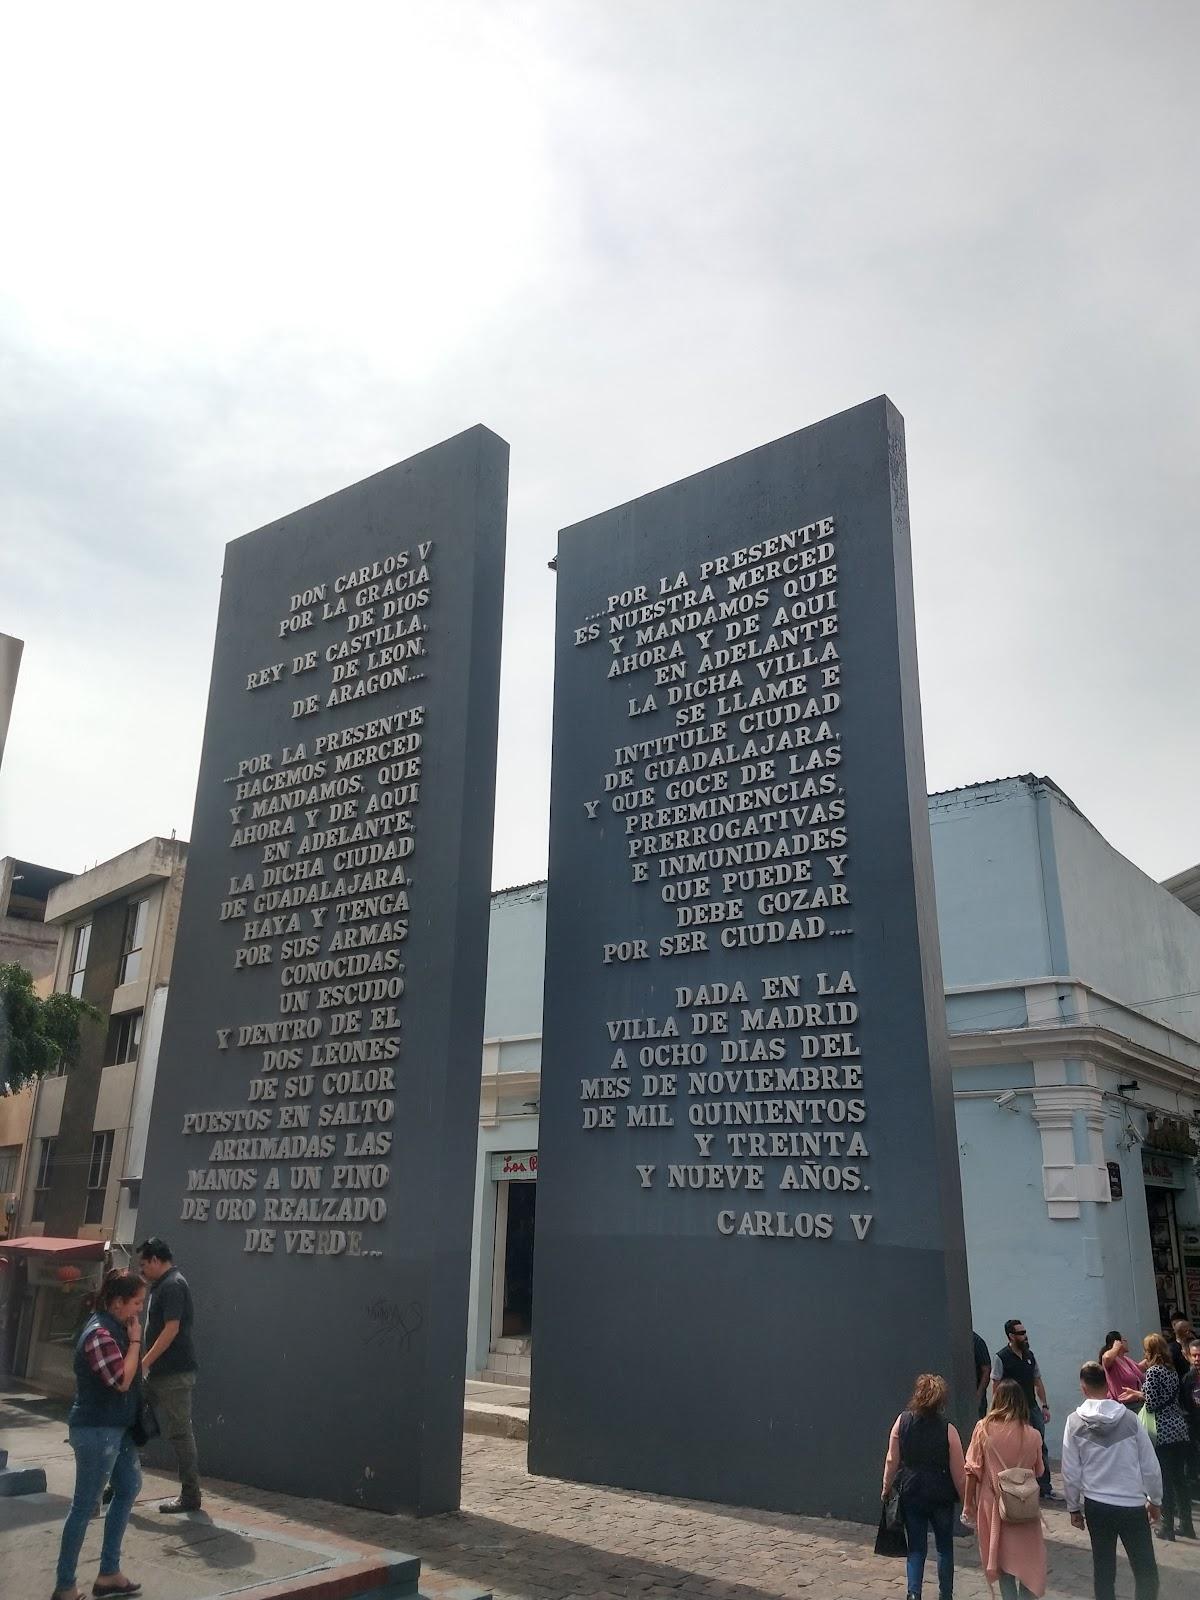 DON CARLOS V
POR LA GRACIA
DE DIOS
REY DE CASTILLA,
DE LEON,
DE ARAGON....
....POR LA PRESENTE
HACEMOS MERCED
Y MANDAMOS, QUE
AHORA Y DE AQUI
EN ADELANTE,
LA DICHA CIUDAD
DE GUADALAJARA,
HAYA Y TENGA
POR SUS ARMAS
CONOCIDAS,
UN ESCUDO
Y DENTRO DE EL
DOS LEONES
DE SU COLOR
PUESTOS EN SALTO
ARRIMADAS LAS
MANOS A UN PINO
DE ORO REALZADO
DE VERDE...
....POR LA PRESENTE
ES NUESTRA MERCED
Y MANDAMOS QUE
AHORA Y DE AQUI
EN ADELANTE
LA DICHA VILLA
SE LLAME E
INTITULE CIUDAD
DE GUADALAJARA,
Y QUE GOCE DE LAS
PREEMINENCIAS,
PRERROGATIVAS
E INMUNIDADES
QUE PUEDE Y
DEBE GOZAR
POR SER CIUDAD....
DADA EN LA
VILLA DE MADRID
A OCHO DIAS DEL
MES DE NOVIEMBRE
DE MIL QUINIENTOS
Y TREINTA
Y NUEVE AÑOS.
CARLOS V
Los